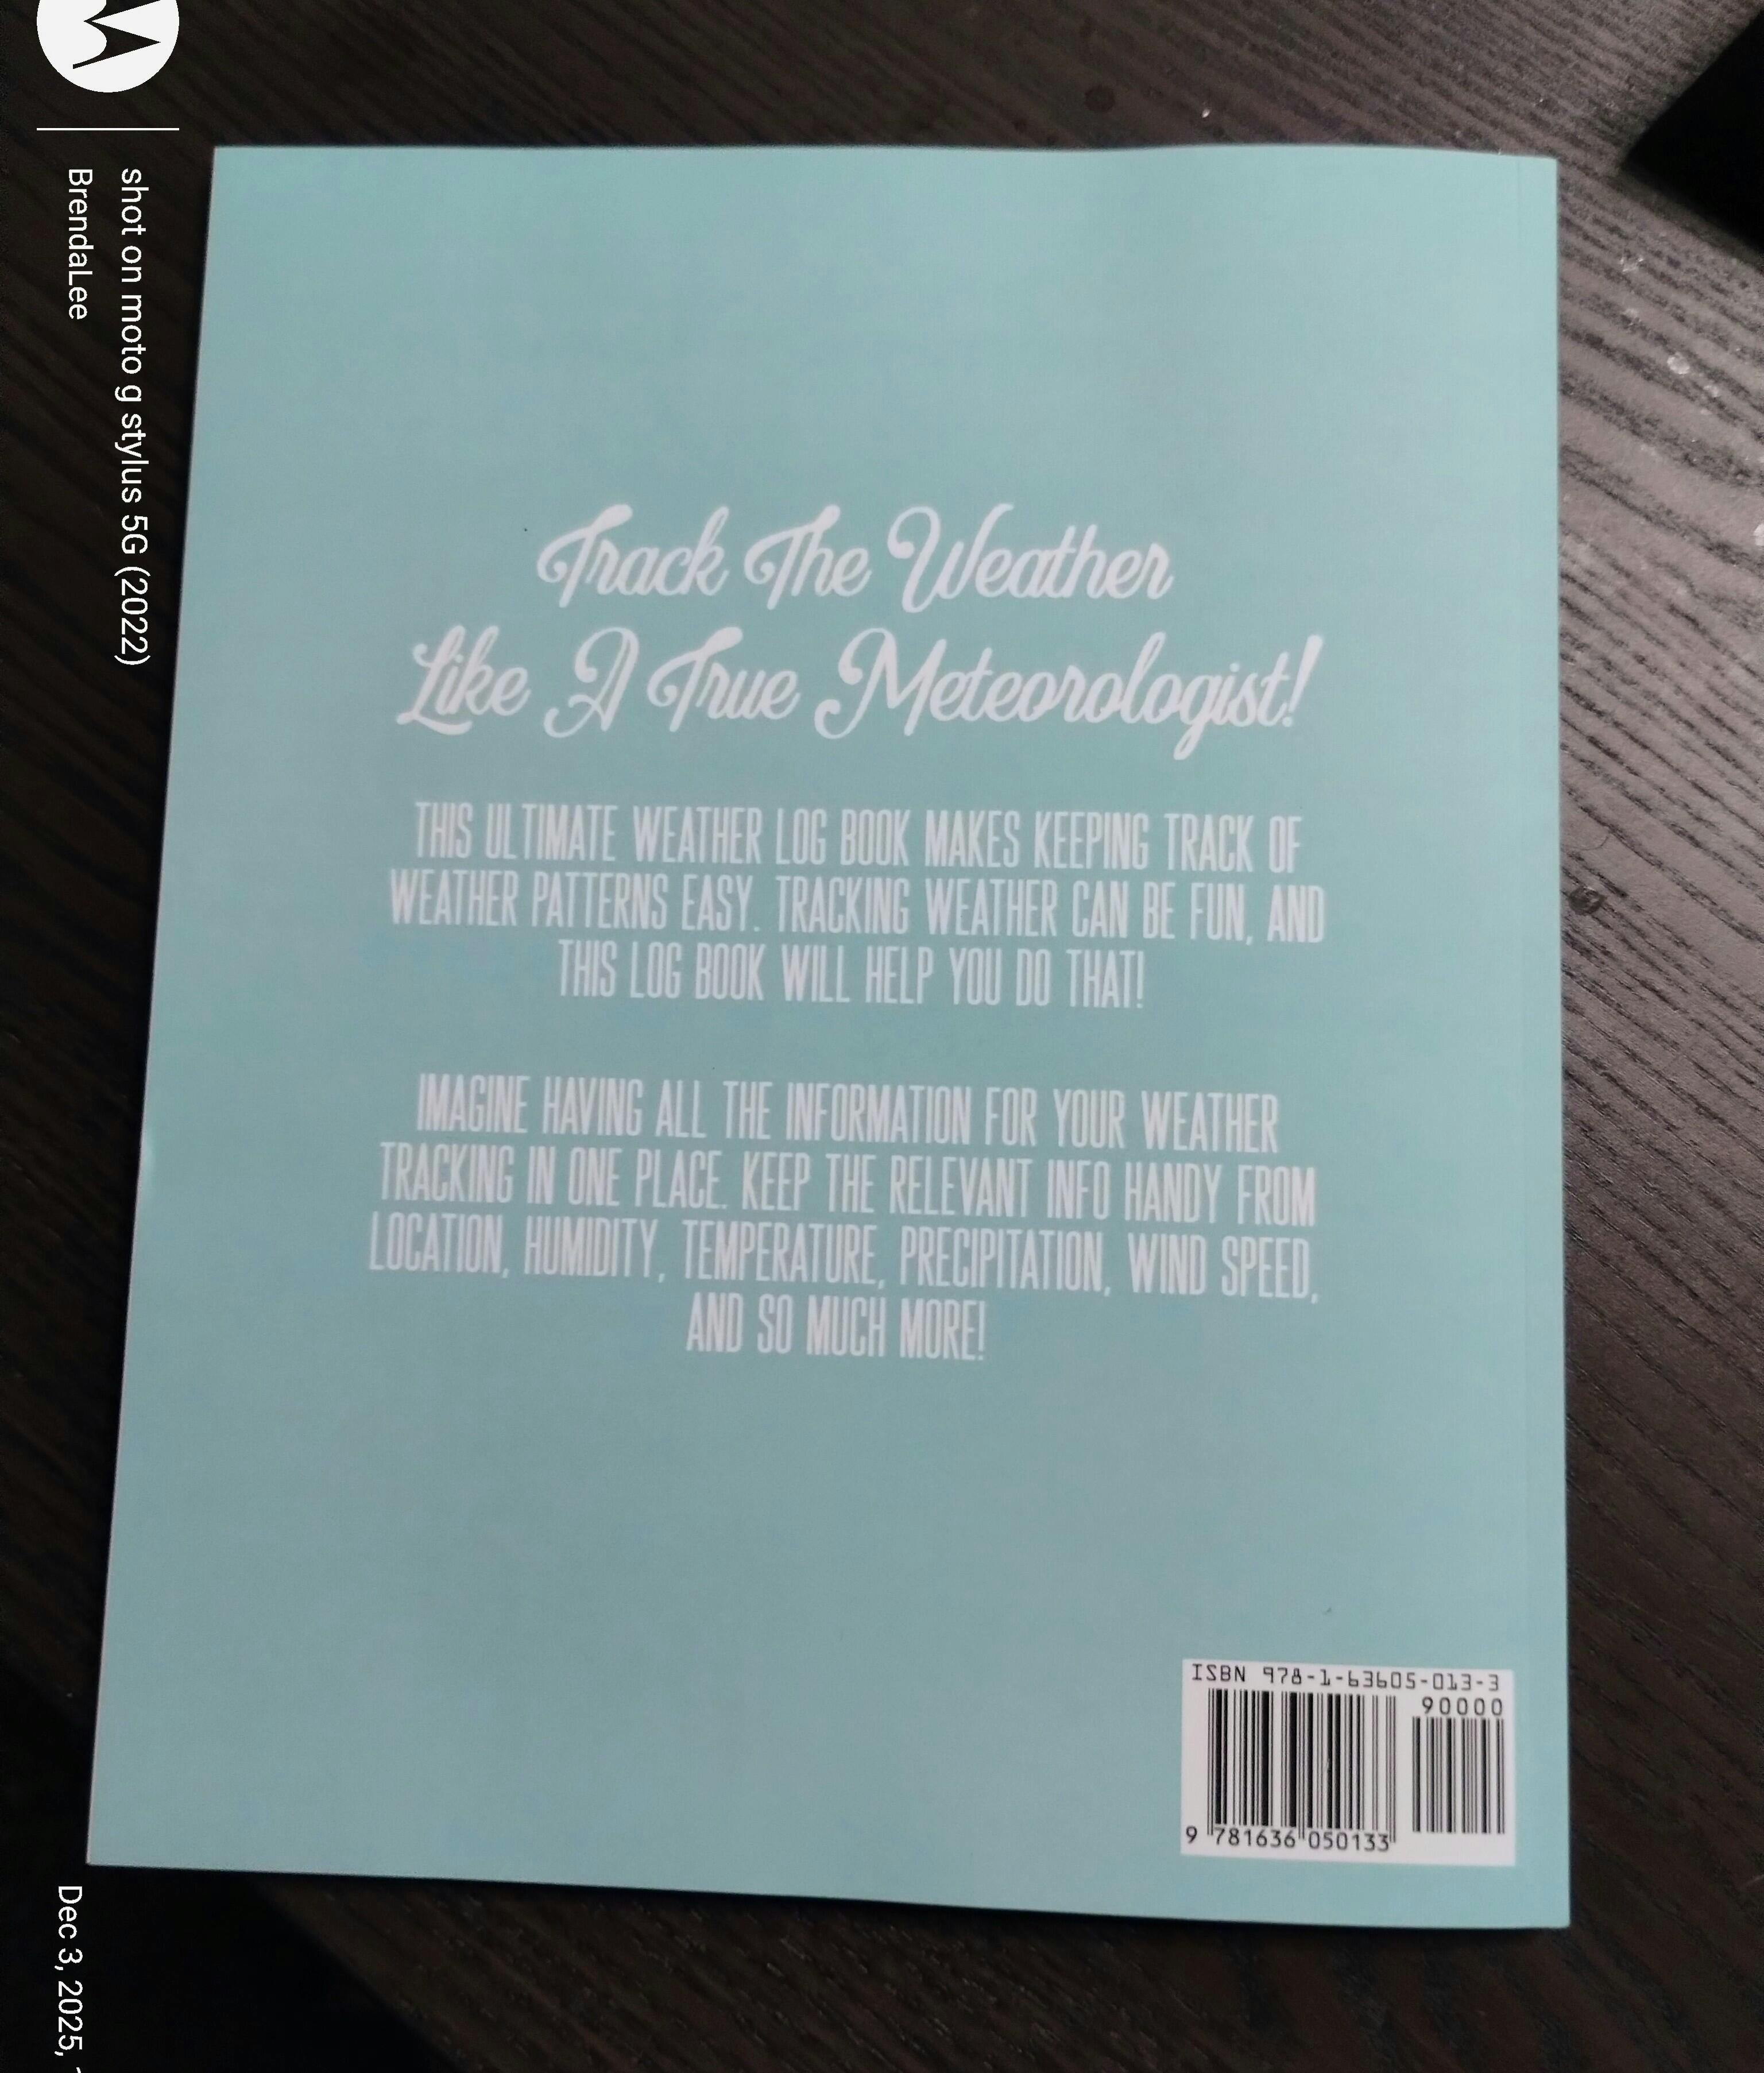 shot on moto g stylus 5G (2022)
BrendaLee
Track The Weather
Like A True Meteorologist!
THIS ULTIMATE WEATHER LOG BOOK MAKES KEEPING TRACK OF
WEATHER PATTERNS EASY. TRACKING WEATHER CAN BE FUN, AND
THIS LOG BOOK WILL HELP YOU DO THAT!
IMAGINE HAVING ALL THE INFORMATION FOR YOUR WEATHER
TRACKING IN ONE PLACE. KEEP THE RELEVANT INFO HANDY FROM
LOCATION, HUMIDITY, TEMPERATURE, PRECIPITATION, WIND SPEED,
AND SO MUCH MORE!
ISBN 978-1-63605-013-3
90000
9 781636 050133
Dec 3, 2025,